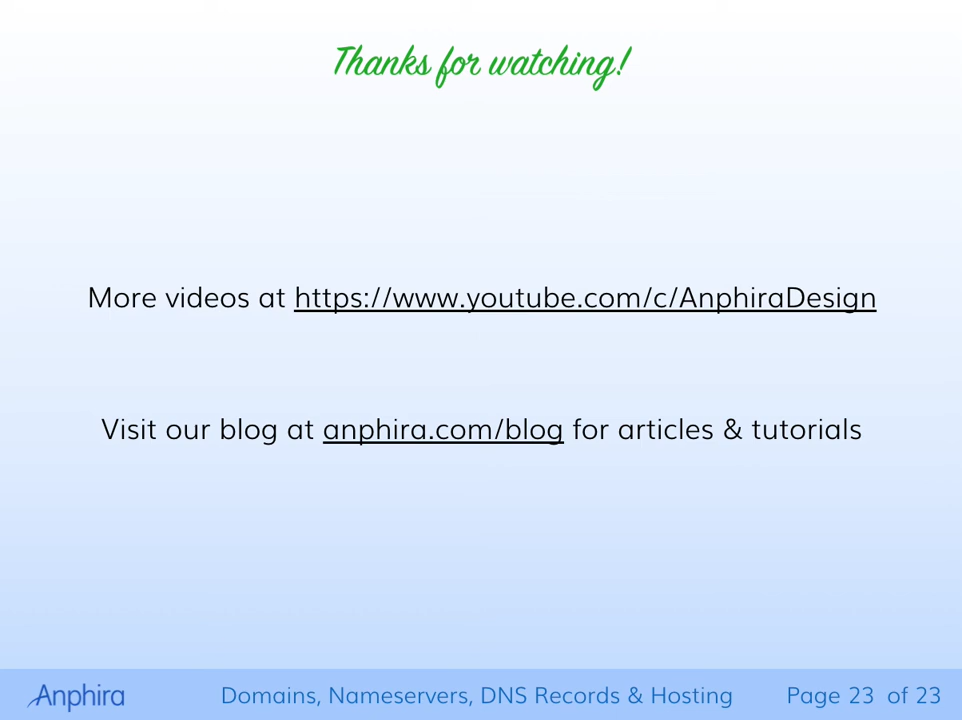 Thanks for watching!
More videos at https://www.youtube.com/c/AnphiraDesign
Visit our blog at anphira.com/blog for articles & tutorials
Anphira Domains, Nameservers, DNS Records & Hosting Page 23 of 23